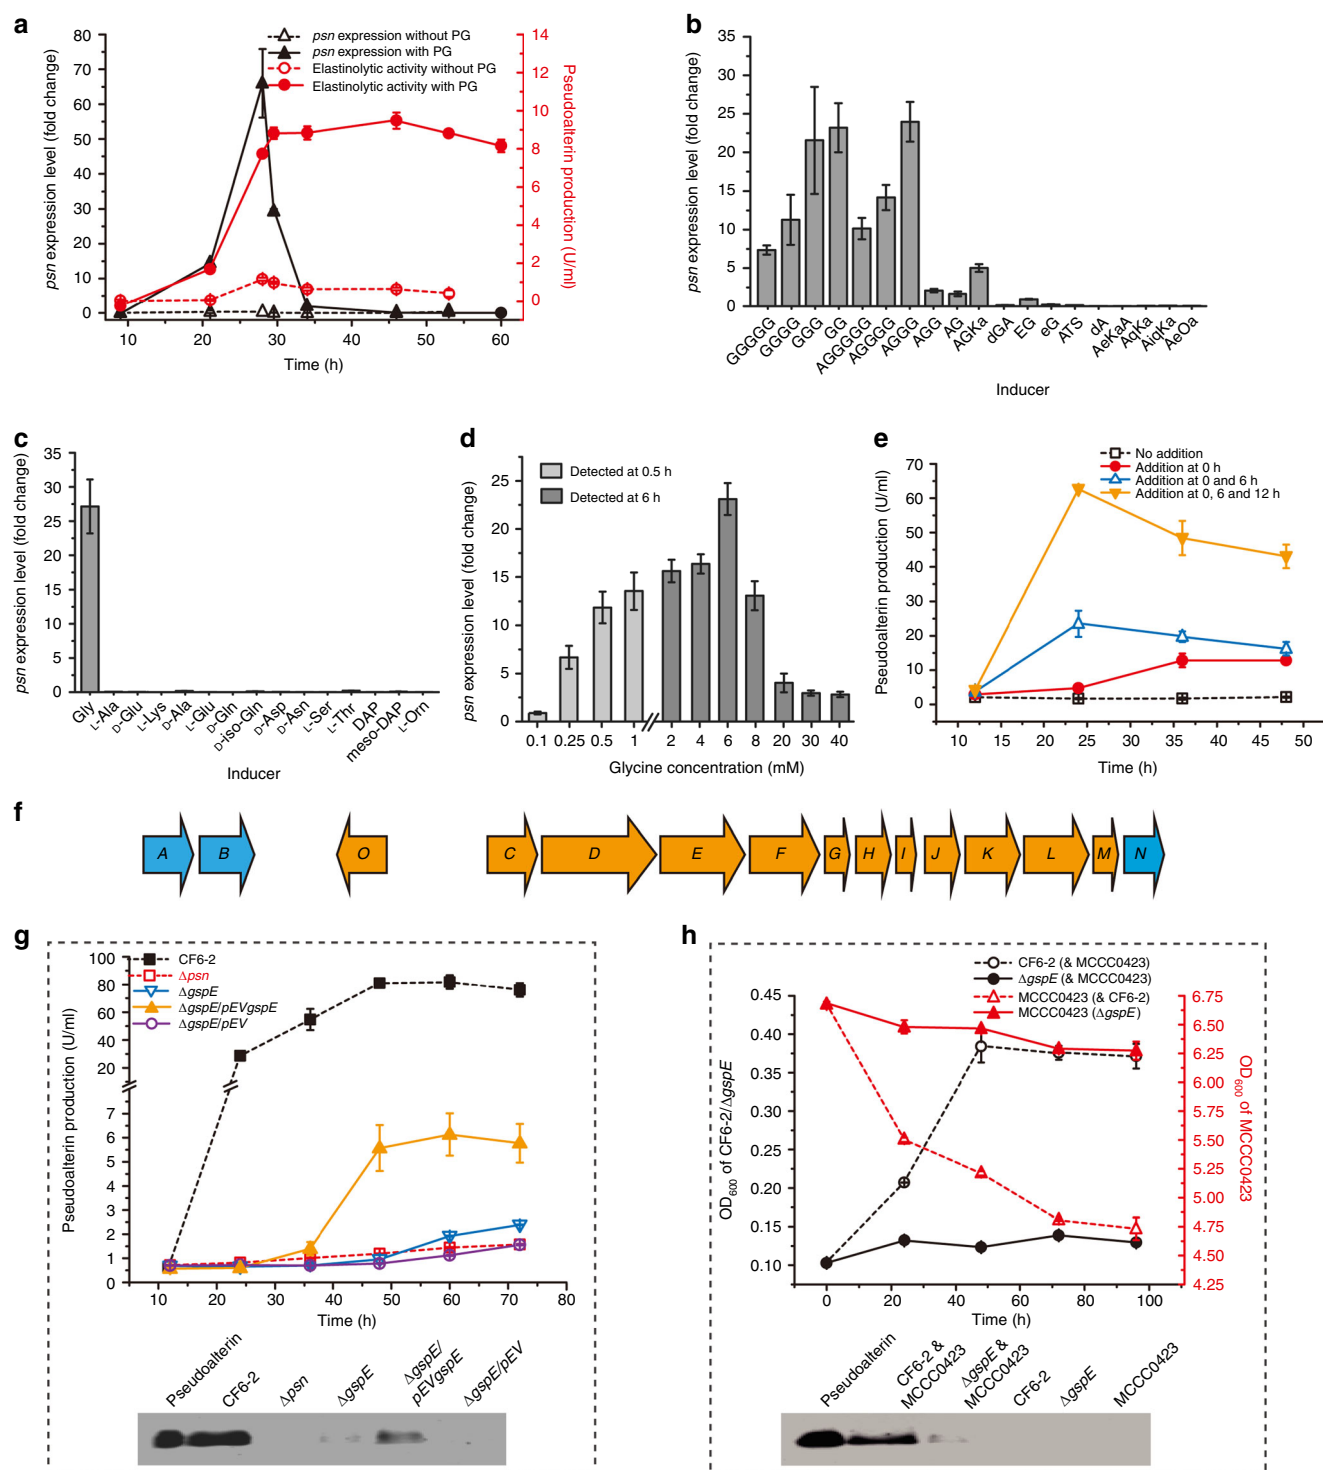 a
psn expression level (fold change)
80
70
60
50
40
30
20
10
0
psn expression without PG
psn expression with PG
Elastinolytic activity without PG
Elastinolytic activity with PG
14
12
10
8
6
4
2
0
Pseudoalterin production (U/ml)
10 20 30 40 50 60
Time (h)
b
psn expression level (fold change)
35
30
25
20
15
10
5
0
GGGGG GGGG GGG GG AGGGGG AGGGG AGGG AGG AG AGKa dGA EG eG ATS dA AeKaA AqKa AiqKa AeOa
Inducer
c
psn expression level (fold change)
35
30
25
20
15
10
5
0
Gly L-Ala D-Glu L-Lys D-Ala L-Glu D-Gln D-iso-Gln D-Asp D-Asn L-Ser L-Thr DAP meso-DAP L-Orn
Inducer
d
psn expression level (fold change)
25
20
15
10
5
0
Detected at 0.5 h
Detected at 6 h
0.1 0.25 0.5 1 2 4 6 8 20 30 40
Glycine concentration (mM)
e
Pseudoalterin production (U/ml)
70
60
50
40
30
20
10
0
No addition
Addition at 0 h
Addition at 0 and 6 h
Addition at 0, 6 and 12 h
10 15 20 25 30 35 40 45 50
Time (h)
f
A B O C D E F G H I J K L M N
g
Pseudoalterin production (U/ml)
100
80
60
40
20
7
6
5
4
3
2
1
0
CF6-2
Δpsn
ΔgspE
ΔgspE/pEVgspE
ΔgspE/pEV
10 20 30 40 50 60 70 80
Time (h)
Pseudoalterin
CF6-2
Δpsn
ΔgspE
ΔgspE/
pEVgspE
ΔgspE/pEV
h
OD600 of CF6-2/ΔgspE
0.45
0.40
0.35
0.30
0.25
0.20
0.15
0.10
CF6-2 (& MCCC0423)
ΔgspE (& MCCC0423)
MCCC0423 (& CF6-2)
MCCC0423 (ΔgspE)
6.75
6.50
6.25
6.00
5.75
5.50
5.25
5.00
4.75
4.50
4.25
OD600 of MCCC0423
0 20 40 60 80 100
Time (h)
Pseudoalterin
CF6-2 &
MCCC0423
ΔgspE &
MCCC0423
CF6-2
ΔgspE
MCCC0423